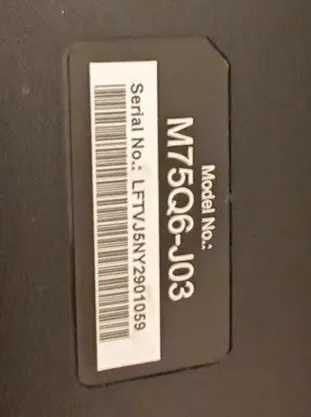 Model No.:
M75Q6-J03
Serial No.: LFTVJ5NY2901059